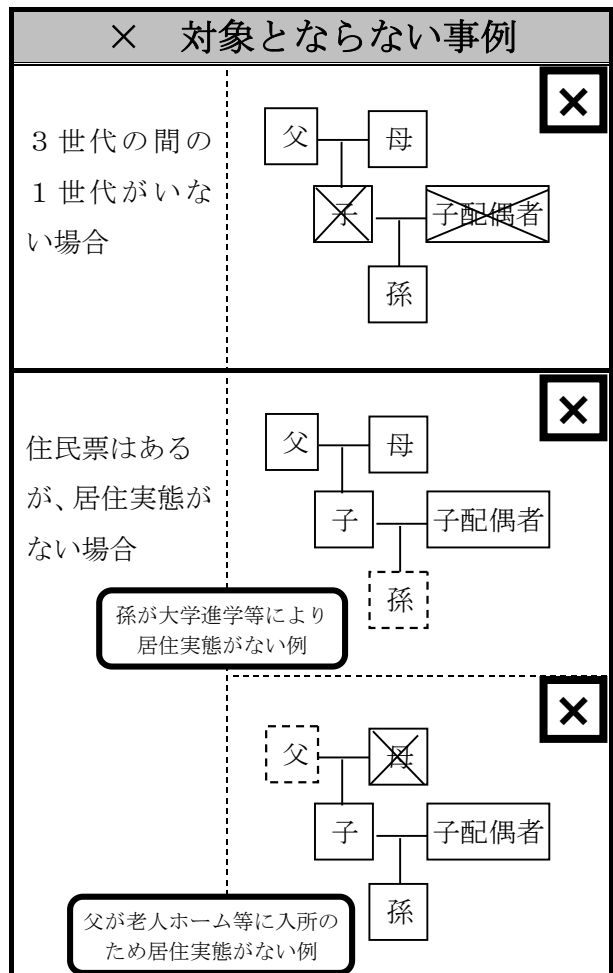 × 対象とならない事例
×
３世代の間の
１世代がいな
い場合
父
母
子
子配偶者
孫
×
住民票はある
が、居住実態が
ない場合
父
母
子
子配偶者
孫
孫が大学進学等により
居住実態がない例
×
父
母
子
子配偶者
孫
父が老人ホーム等に入所の
ため居住実態がない例